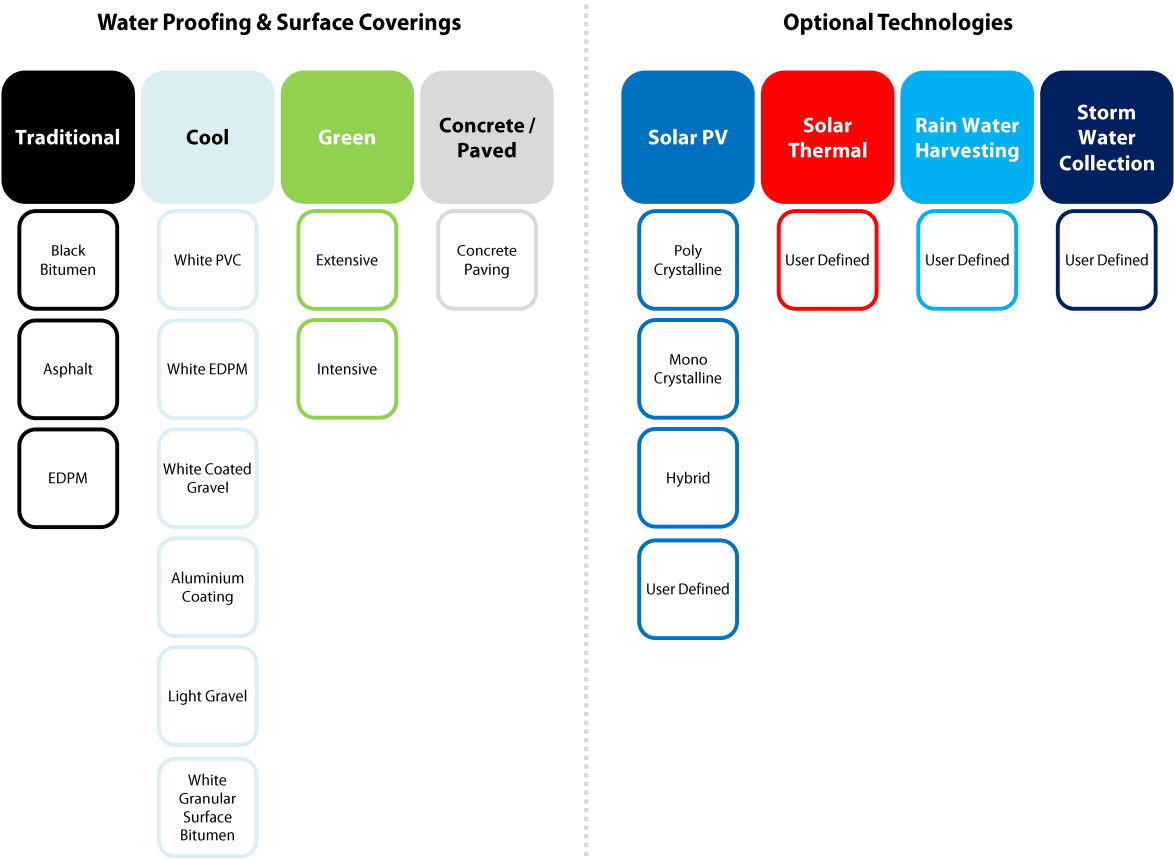 Water Proofing & Surface Coverings
Traditional
Black
Bitumen
Asphalt
EDPM
Cool
White PVC
White EDPM
White Coated
Gravel
Aluminium
Coating
Light Gravel
White
Granular
Surface
Bitumen
Green
Extensive
Intensive
Concrete /
Paved
Concrete
Paving
Optional Technologies
Solar PV
Poly
Crystalline
Mono
Crystalline
Hybrid
User Defined
Solar
Thermal
User Defined
Rain Water
Harvesting
User Defined
Storm
Water
Collection
User Defined